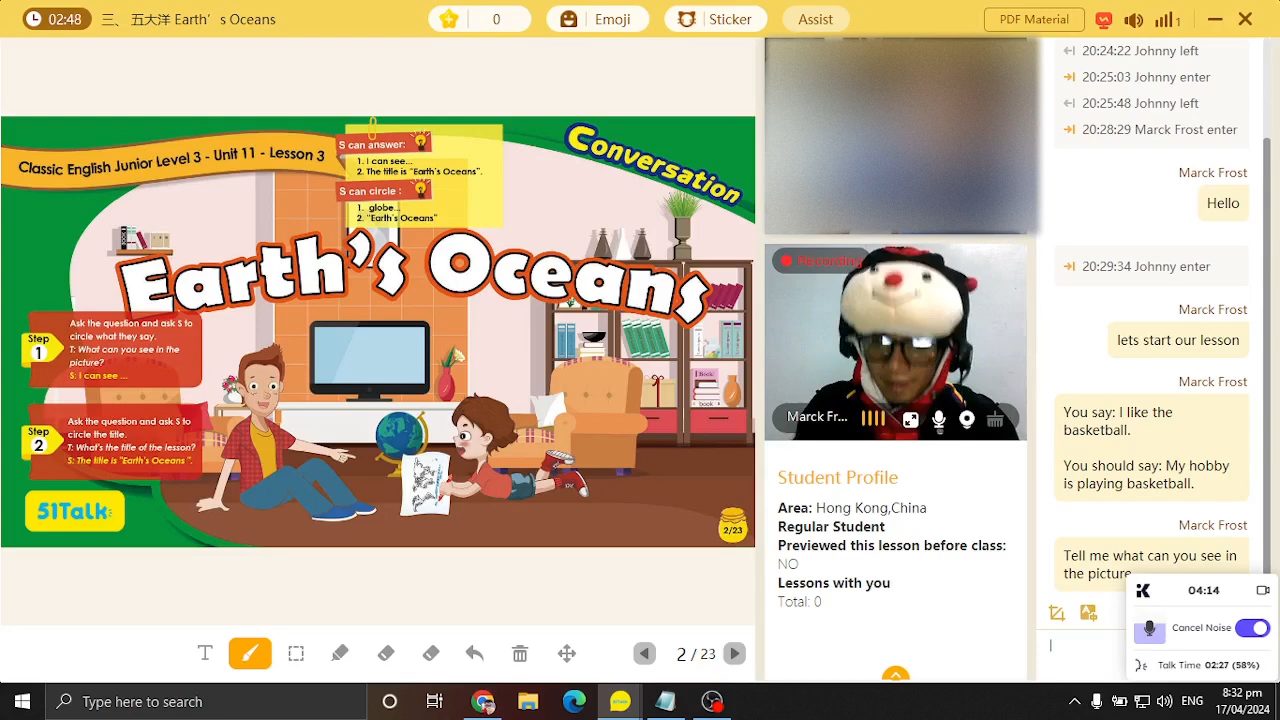 02:48
三、五大洋 Earth’s Oceans
0
Emoji
Sticker
Assist
PDF Material
1
Classic English Junior Level 3 - Unit 11 - Lesson 3
S can answer:
1. I can see...
2. The title is "Earth's Oceans".
S can circle :
1. globe...
2. "Earth's Oceans"
Conversation
Earth's Oceans
Step 1
Ask the question and ask S to
circle what they say.
T: What can you see in the
picture?
S: I can see ...
Step 2
Ask the question and ask S to
circle the title.
T: What's the title of the lesson?
S: The title is "Earth's Oceans ".
Book
book
51Talk
2/23
2 / 23
Recording
Marck Fr...
Student Profile
Area: Hong Kong,China
Regular Student
Previewed this lesson before class:
NO
Lessons with you
Total: 0
20:24:22 Johnny left
20:25:03 Johnny enter
20:25:48 Johnny left
20:28:29 Marck Frost enter
Marck Frost
Hello
20:29:34 Johnny enter
Marck Frost
lets start our lesson
Marck Frost
You say: I like the
basketball.
You should say: My hobby
is playing basketball.
Marck Frost
Tell me what can you see in
the picture
04:14
Cancel Noise
Talk Time 02:27 (58%)
Type here to search
ENG
8:32 pm
17/04/2024